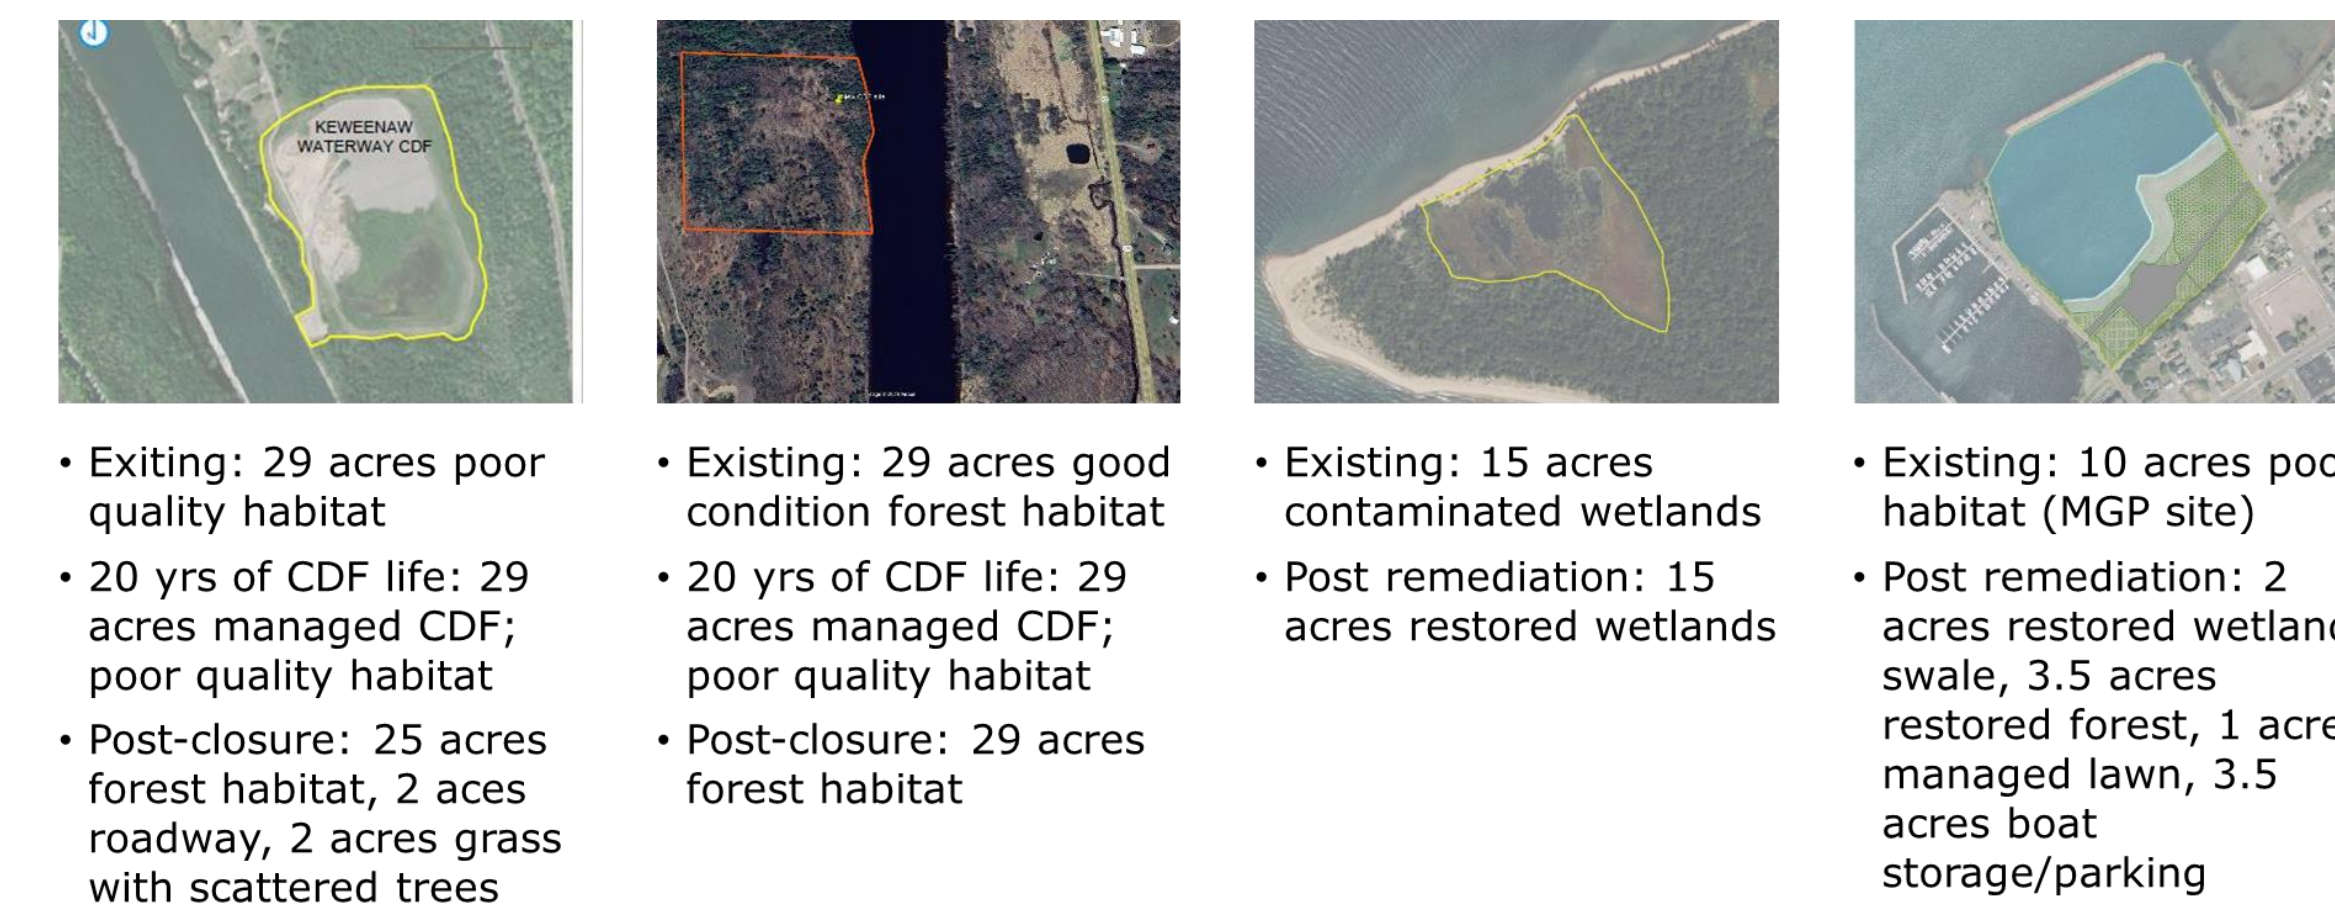 KEWEENAW
WATERWAY CDF
• Exiting: 29 acres poor
quality habitat
• 20 yrs of CDF life: 29
acres managed CDF;
poor quality habitat
• Post-closure: 25 acres
forest habitat, 2 aces
roadway, 2 acres grass
with scattered trees
• Existing: 29 acres good
condition forest habitat
• 20 yrs of CDF life: 29
acres managed CDF;
poor quality habitat
• Post-closure: 29 acres
forest habitat
• Existing: 15 acres
contaminated wetlands
• Post remediation: 15
acres restored wetlands
• Existing: 10 acres poo
habitat (MGP site)
• Post remediation: 2
acres restored wetlan
swale, 3.5 acres
restored forest, 1 acre
managed lawn, 3.5
acres boat
storage/parking